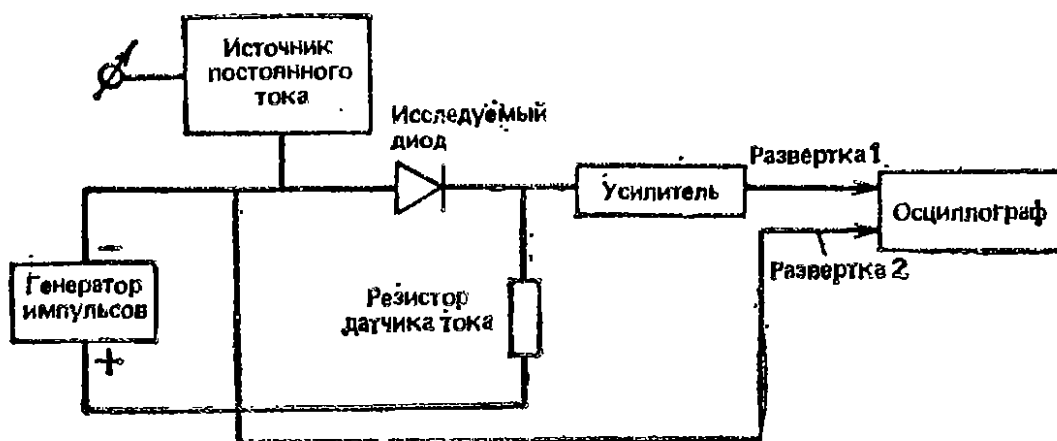 Источник
постоянного
тока
Исследуемый
диод
Развертка 1
Усилитель
Осциллограф
−
Генератор
импульсов
+
Резистор
датчика тока
Развертка 2